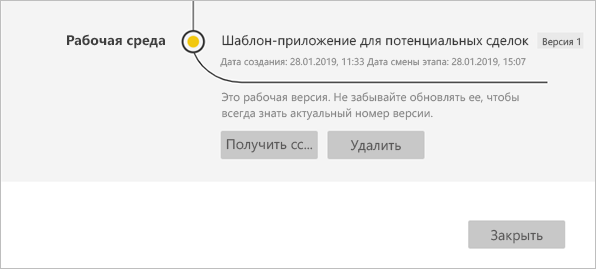 Рабочая среда Шаблон-приложение для потенциальных сделок Версия 1
Дата создания: 28.01.2019, 11:33 Дата смены этапа: 28.01.2019, 15:07
Это рабочая версия. Не забывайте обновлять ее, чтобы
всегда знать актуальный номер версии.
Получить сс... Удалить
Закрыть